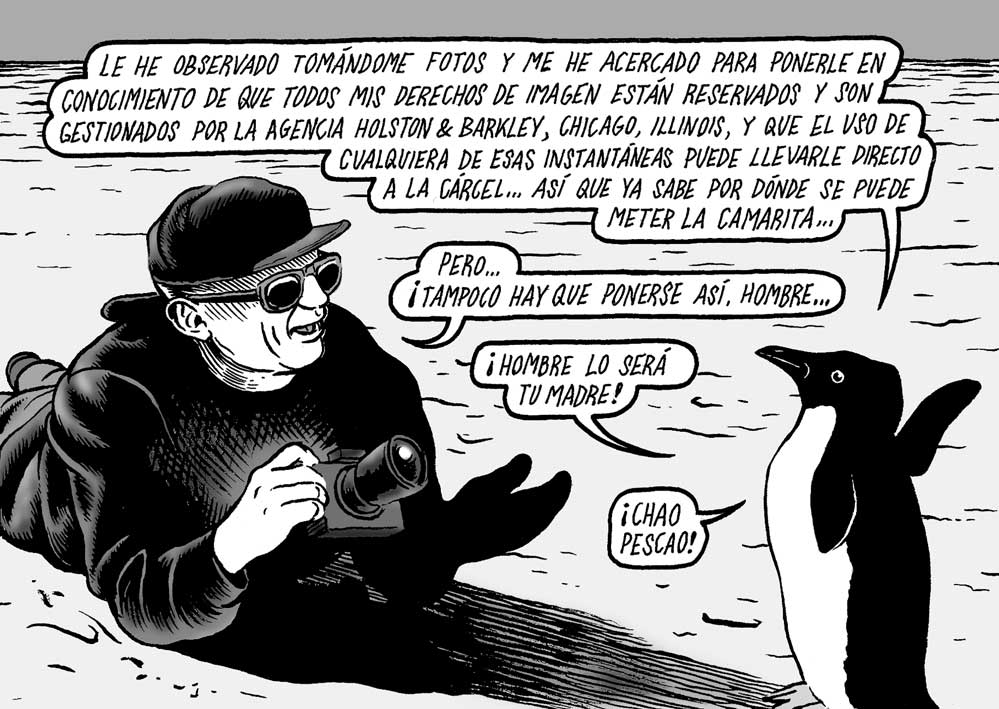 LE HE OBSERVADO TOMÁNDOME FOTOS Y ME HE ACERCADO PARA PONERLE EN
CONOCIMIENTO DE QUE TODOS MIS DERECHOS DE IMAGEN ESTÁN RESERVADOS Y SON
GESTIONADOS POR LA AGENCIA HOLSTON & BARKLEY, CHICAGO, ILLINOIS, Y QUE EL USO DE
CUALQUIERA DE ESAS INSTANTÁNEAS PUEDE LLEVARLE DIRECTO
A LA CÁRCEL... ASÍ QUE YA SABE POR DÓNDE SE PUEDE
METER LA CAMARITA...
PERO...
¡TAMPOCO HAY QUE PONERSE ASÍ, HOMBRE...
¡HOMBRE LO SERÁ
TU MADRE!
¡CHAO
PESCAO!